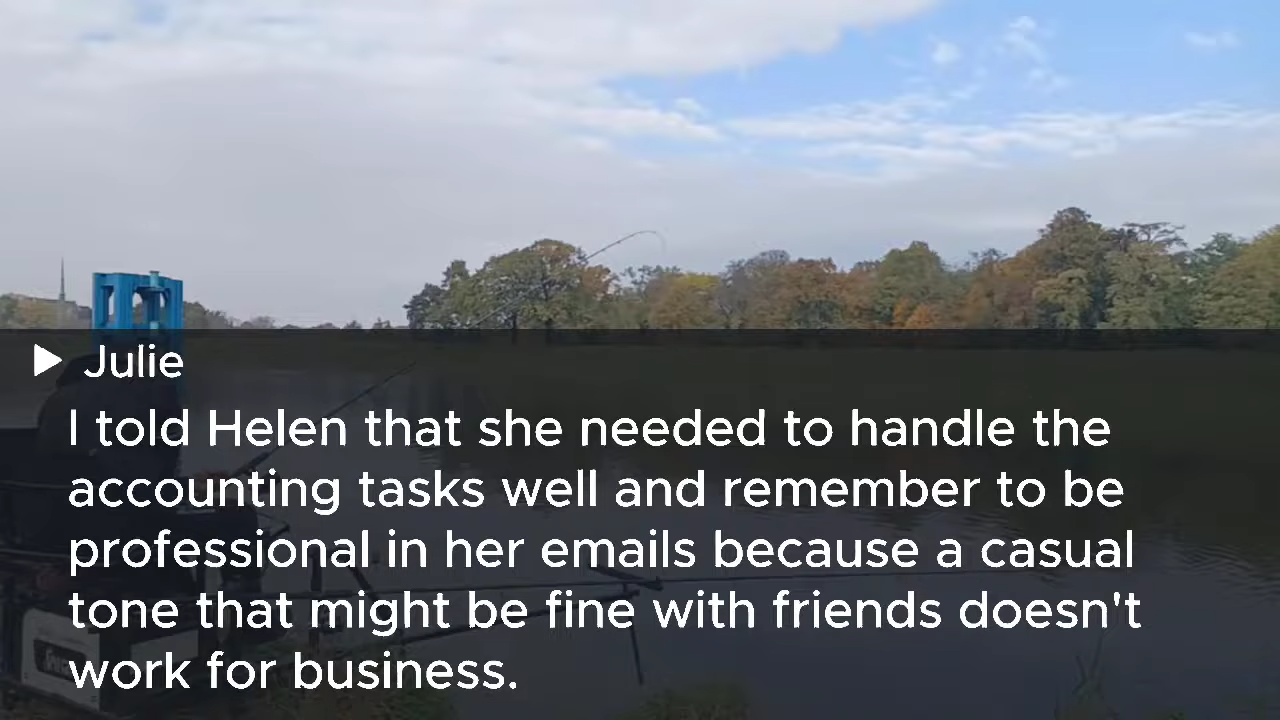 Julie
I told Helen that she needed to handle the
accounting tasks well and remember to be
professional in her emails because a casual
tone that might be fine with friends doesn't
work for business.